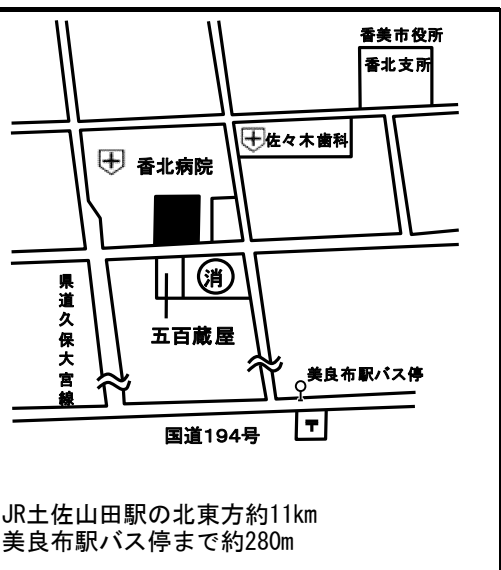 香美市役所
香北支所
佐々木歯科
香北病院
消
県道久保大宮線
五百蔵屋
美良布駅バス停
国道194号
〒
JR土佐山田駅の北東方約11km
美良布駅バス停まで約280m